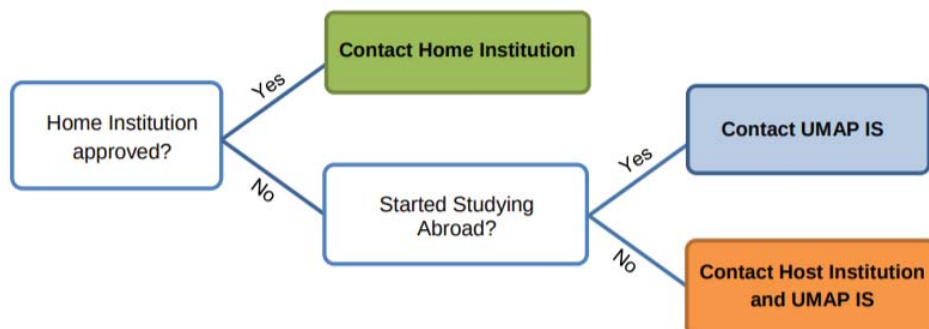 Contact Home Institution
Yes
Home Institution
approved?
No
Started Studying
Abroad?
Yes
Contact UMAP IS
No
Contact Host Institution
and UMAP IS